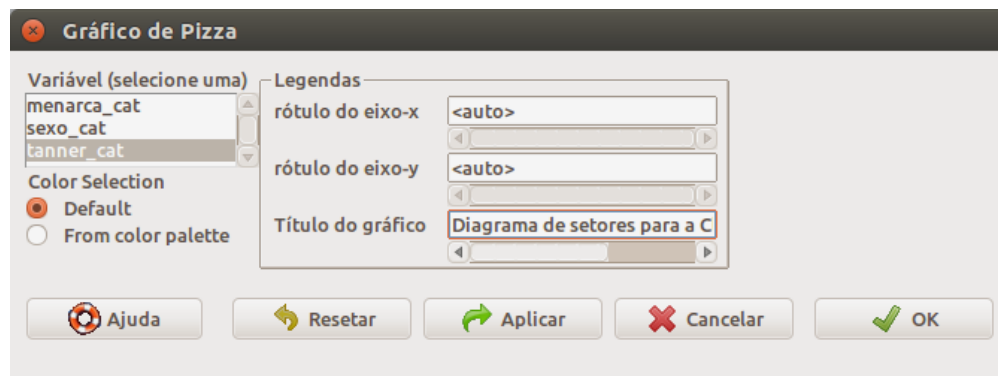 Gráfico de Pizza
Variável (selecione uma)
menarca_cat
sexo_cat
tanner_cat
Color Selection
Default
From color palette
Legendas
rótulo do eixo-x <auto>
rótulo do eixo-y <auto>
Título do gráfico Diagrama de setores para a C
Ajuda Resetar Aplicar Cancelar OK